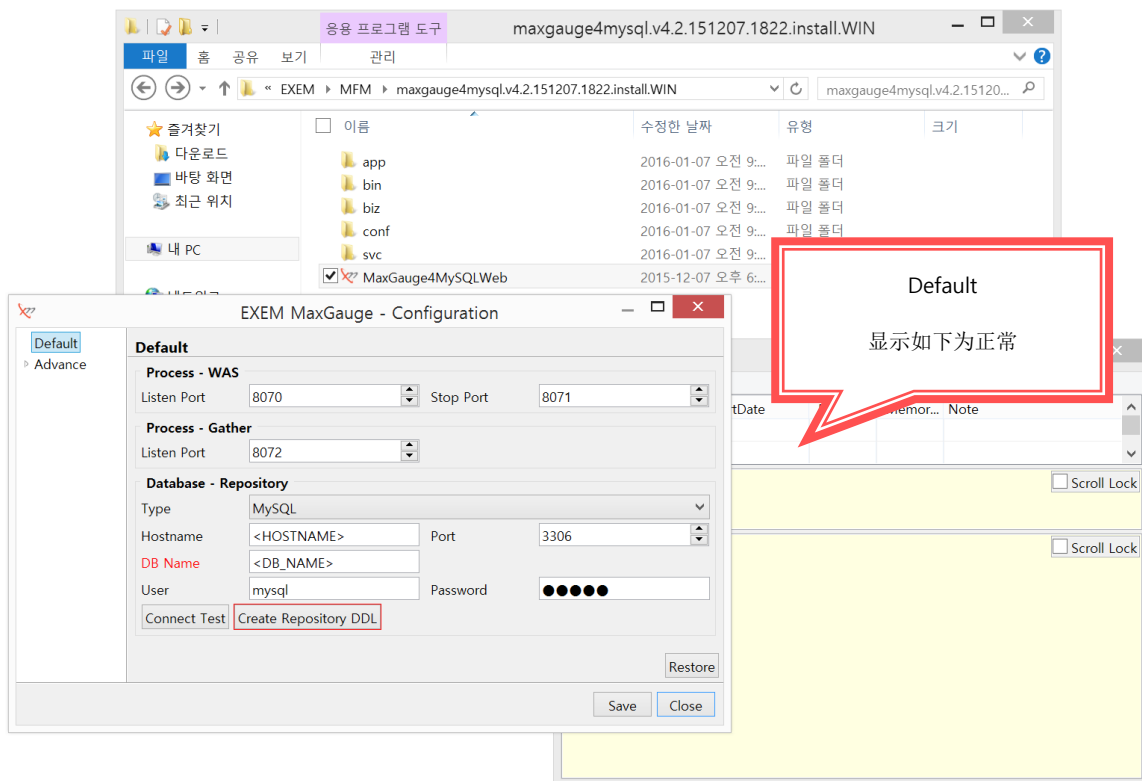 응용 프로그램 도구
maxgauge4mysql.v4.2.151207.1822.install.WIN
파일 홈 공유 보기 관리
« EXEM MFM maxgauge4mysql.v4.2.151207.1822.install.WIN
maxgauge4mysql.v4.2.15120...
즐겨찾기
다운로드
바탕 화면
최근 위치
내 PC
이름 수정한 날짜 유형 크기
app 2016-01-07 오전 9:... 파일 폴더
bin 2016-01-07 오전 9:... 파일 폴더
biz 2016-01-07 오전 9:... 파일 폴더
conf 2016-01-07 오전 9:... 파일 폴더
svc 2016-01-07 오전 9:...
MaxGauge4MySQLWeb 2015-12-07 오후 6:...
Default
显示如下为正常
EXEM MaxGauge - Configuration
Default
Advance
Default
Process - WAS
Listen Port 8070 Stop Port 8071
Process - Gather
Listen Port 8072
Database - Repository
Type MySQL
Hostname <HOSTNAME> Port 3306
DB Name <DB_NAME>
User mysql Password ●●●●●
Connect Test Create Repository DDL
Restore
Save Close
Note
Scroll Lock
Scroll Lock